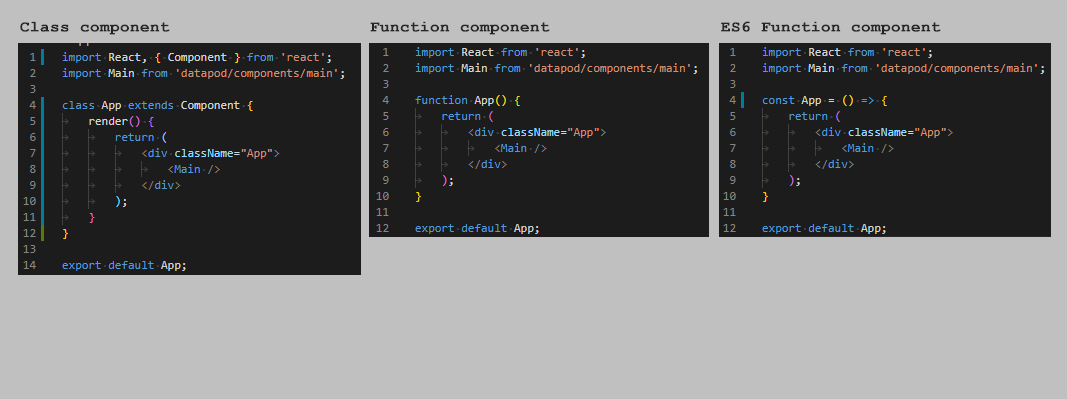 Class component
1 import React, { Component } from 'react';
2 import Main from 'datapod/components/main';
3
4 class App extends Component {
5 render() {
6 return (
7 <div className="App">
8 <Main />
9 </div>
10 );
11 }
12 }
13
14 export default App;
Function component
1 import React from 'react';
2 import Main from 'datapod/components/main';
3
4 function App() {
5 return (
6 <div className="App">
7 <Main />
8 </div>
9 );
10 }
11
12 export default App;
ES6 Function component
1 import React from 'react';
2 import Main from 'datapod/components/main';
3
4 const App = () => {
5 return (
6 <div className="App">
7 <Main />
8 </div>
9 );
10 }
11
12 export default App;